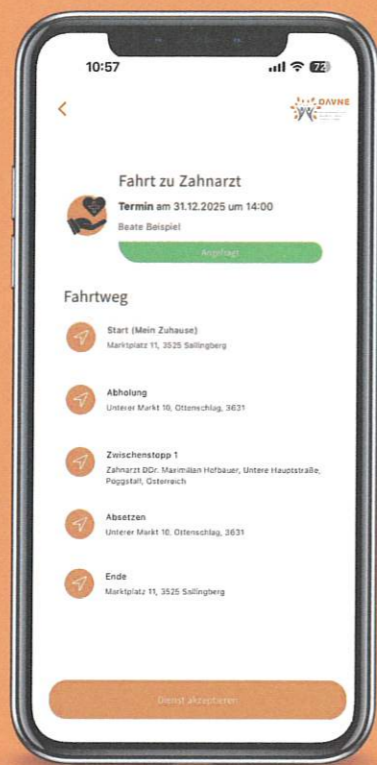 10:57
72
DAVNE
Fahrt zu Zahnarzt
Termin am 31.12.2025 um 14:00
Beate Beispiel
Angefragt
Fahrtweg
Start (Mein Zuhause)
Marktplatz 11, 3525 Sallingberg
Abholung
Unterer Markt 10, Ottenschlag, 3631
Zwischenstopp 1
Zahnarzt DDr. Maximilian Hofbauer, Untere Hauptstraße,
Pöggstall, Österreich
Absetzen
Unterer Markt 10, Ottenschlag, 3631
Ende
Marktplatz 11, 3525 Sallingberg
Dienst akzeptieren